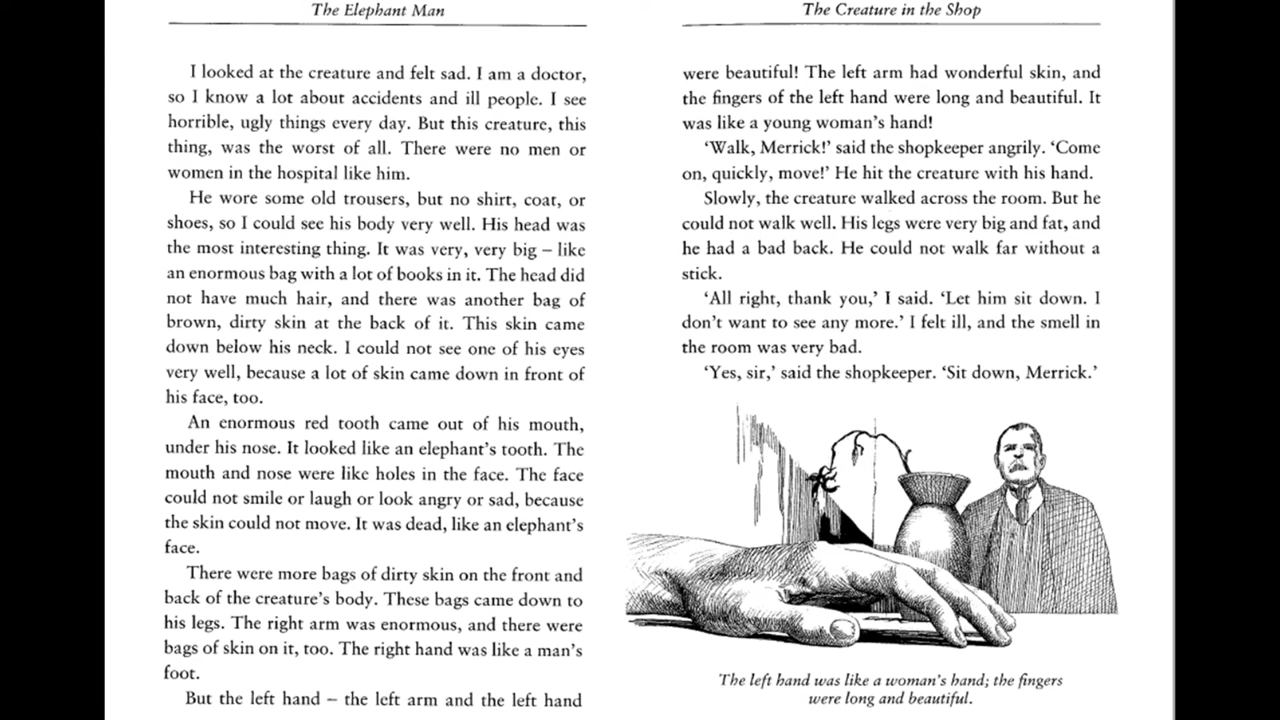 The Elephant Man
I looked at the creature and felt sad. I am a doctor,
so I know a lot about accidents and ill people. I see
horrible, ugly things every day. But this creature, this
thing, was the worst of all. There were no men or
women in the hospital like him.
He wore some old trousers, but no shirt, coat, or
shoes, so I could see his body very well. His head was
the most interesting thing. It was very, very big – like
an enormous bag with a lot of books in it. The head did
not have much hair, and there was another bag of
brown, dirty skin at the back of it. This skin came
down below his neck. I could not see one of his eyes
very well, because a lot of skin came down in front of
his face, too.
An enormous red tooth came out of his mouth,
under his nose. It looked like an elephant's tooth. The
mouth and nose were like holes in the face. The face
could not smile or laugh or look angry or sad, because
the skin could not move. It was dead, like an elephant's
face.
There were more bags of dirty skin on the front and
back of the creature's body. These bags came down to
his legs. The right arm was enormous, and there were
bags of skin on it, too. The right hand was like a man's
foot.
But the left hand – the left arm and the left hand
The Creature in the Shop
were beautiful! The left arm had wonderful skin, and
the fingers of the left hand were long and beautiful. It
was like a young woman's hand!
‘Walk, Merrick!’ said the shopkeeper angrily. ‘Come
on, quickly, move!’ He hit the creature with his hand.
Slowly, the creature walked across the room. But he
could not walk well. His legs were very big and fat, and
he had a bad back. He could not walk far without a
stick.
‘All right, thank you,’ I said. ‘Let him sit down. I
don't want to see any more.’ I felt ill, and the smell in
the room was very bad.
‘Yes, sir,’ said the shopkeeper. ‘Sit down, Merrick.’
The left hand was like a woman's hand; the fingers
were long and beautiful.